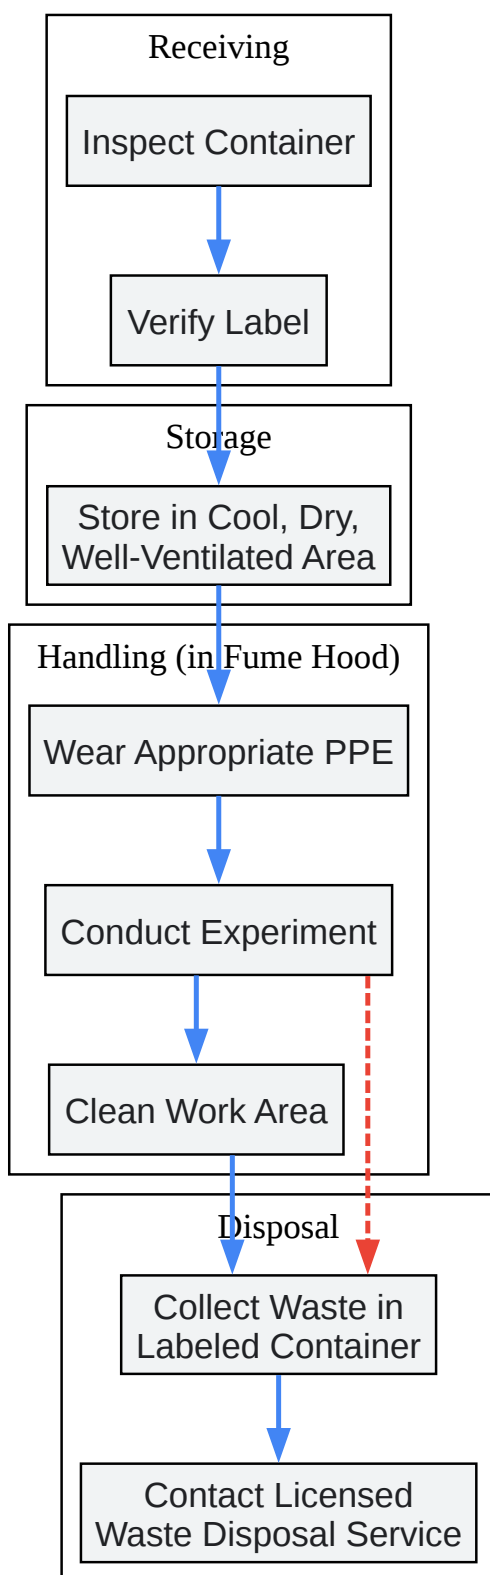 Receiving
Inspect Container
Verify Label
Storage
Store in Cool, Dry,
Well-Ventilated Area
Handling (in Fume Hood)
Wear Appropriate PPE
Conduct Experiment
Clean Work Area
Disposal
Collect Waste in
Labeled Container
Contact Licensed
Waste Disposal Service